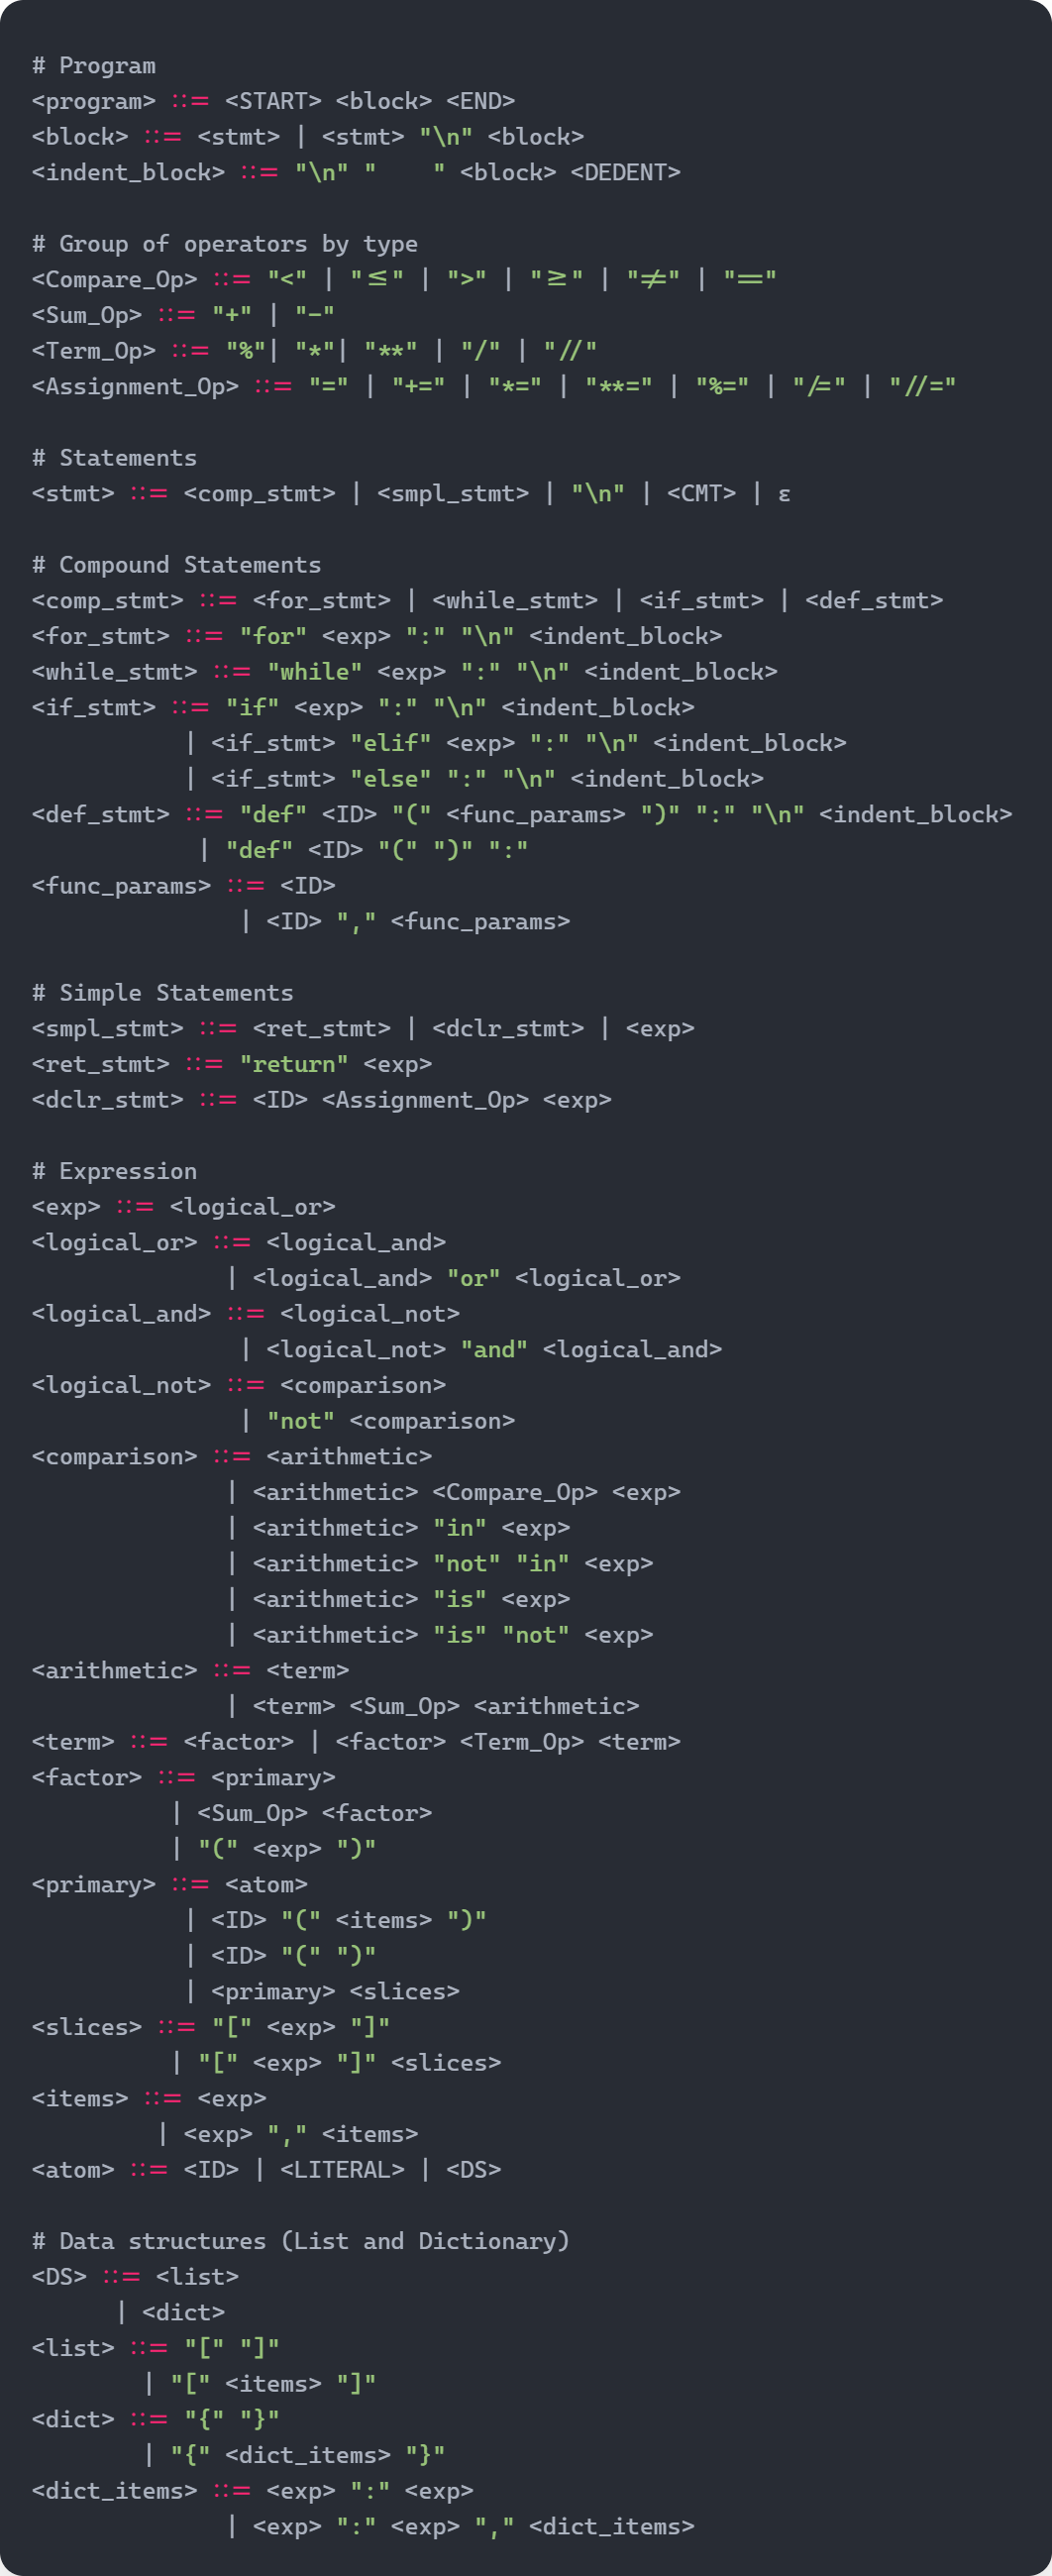 # Program
<program> ::= <START> <block> <END>
<block> ::= <stmt> | <stmt> "\n" <block>
<indent_block> ::= "\n" "    " <block> <DEDENT>

# Group of operators by type
<Compare_Op> ::= "<" | "≤" | ">" | "≥" | "≠" | "=="
<Sum_Op> ::= "+" | "-"
<Term_Op> ::= "%"| "*"| "**" | "/" | "//"
<Assignment_Op> ::= "=" | "+=" | "*=" | "**=" | "%=" | "/=" | "//="

# Statements
<stmt> ::= <comp_stmt> | <smpl_stmt> | "\n" | <CMT> | ε

# Compound Statements
<comp_stmt> ::= <for_stmt> | <while_stmt> | <if_stmt> | <def_stmt>
<for_stmt> ::= "for" <exp> ":" "\n" <indent_block>
<while_stmt> ::= "while" <exp> ":" "\n" <indent_block>
<if_stmt> ::= "if" <exp> ":" "\n" <indent_block>
           | <if_stmt> "elif" <exp> ":" "\n" <indent_block>
           | <if_stmt> "else" ":" "\n" <indent_block>
<def_stmt> ::= "def" <ID> "(" <func_params> ")" ":" "\n" <indent_block>
            | "def" <ID> "(" ")" ":"
<func_params> ::= <ID>
               | <ID> "," <func_params>

# Simple Statements
<smpl_stmt> ::= <ret_stmt> | <dclr_stmt> | <exp>
<ret_stmt> ::= "return" <exp>
<dclr_stmt> ::= <ID> <Assignment_Op> <exp>

# Expression
<exp> ::= <logical_or>
<logical_or> ::= <logical_and>
              | <logical_and> "or" <logical_or>
<logical_and> ::= <logical_not>
               | <logical_not> "and" <logical_and>
<logical_not> ::= <comparison>
               | "not" <comparison>
<comparison> ::= <arithmetic>
              | <arithmetic> <Compare_Op> <exp>
              | <arithmetic> "in" <exp>
              | <arithmetic> "not" "in" <exp>
              | <arithmetic> "is" <exp>
              | <arithmetic> "is" "not" <exp>
<arithmetic> ::= <term>
              | <term> <Sum_Op> <arithmetic>
<term> ::= <factor> | <factor> <Term_Op> <term>
<factor> ::= <primary>
          | <Sum_Op> <factor>
          | "(" <exp> ")"
<primary> ::= <atom>
           | <ID> "(" <items> ")"
           | <ID> "(" ")"
           | <primary> <slices>
<slices> ::= "[" <exp> "]"
          | "[" <exp> "]" <slices>
<items> ::= <exp>
         | <exp> "," <items>
<atom> ::= <ID> | <LITERAL> | <DS>

# Data structures (List and Dictionary)
<DS> ::= <list>
      | <dict>
<list> ::= "[" "]"
        | "[" <items> "]"
<dict> ::= "{" "}"
        | "{" <dict_items> "}"
<dict_items> ::= <exp> ":" <exp>
              | <exp> ":" <exp> "," <dict_items>